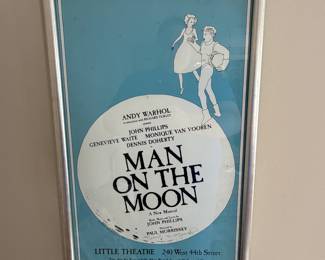 ANDY WARHOL
JOHN PHILLIPS
GENEVIEVE WAITE MONIQUE VAN VOOREN
DENNIS DOHERTY
MAN
ON THE
MOON
A New Musical
JOHN PHILLIPS
PAUL MORRISSEY
LITTLE THEATRE 240 West 44th Street